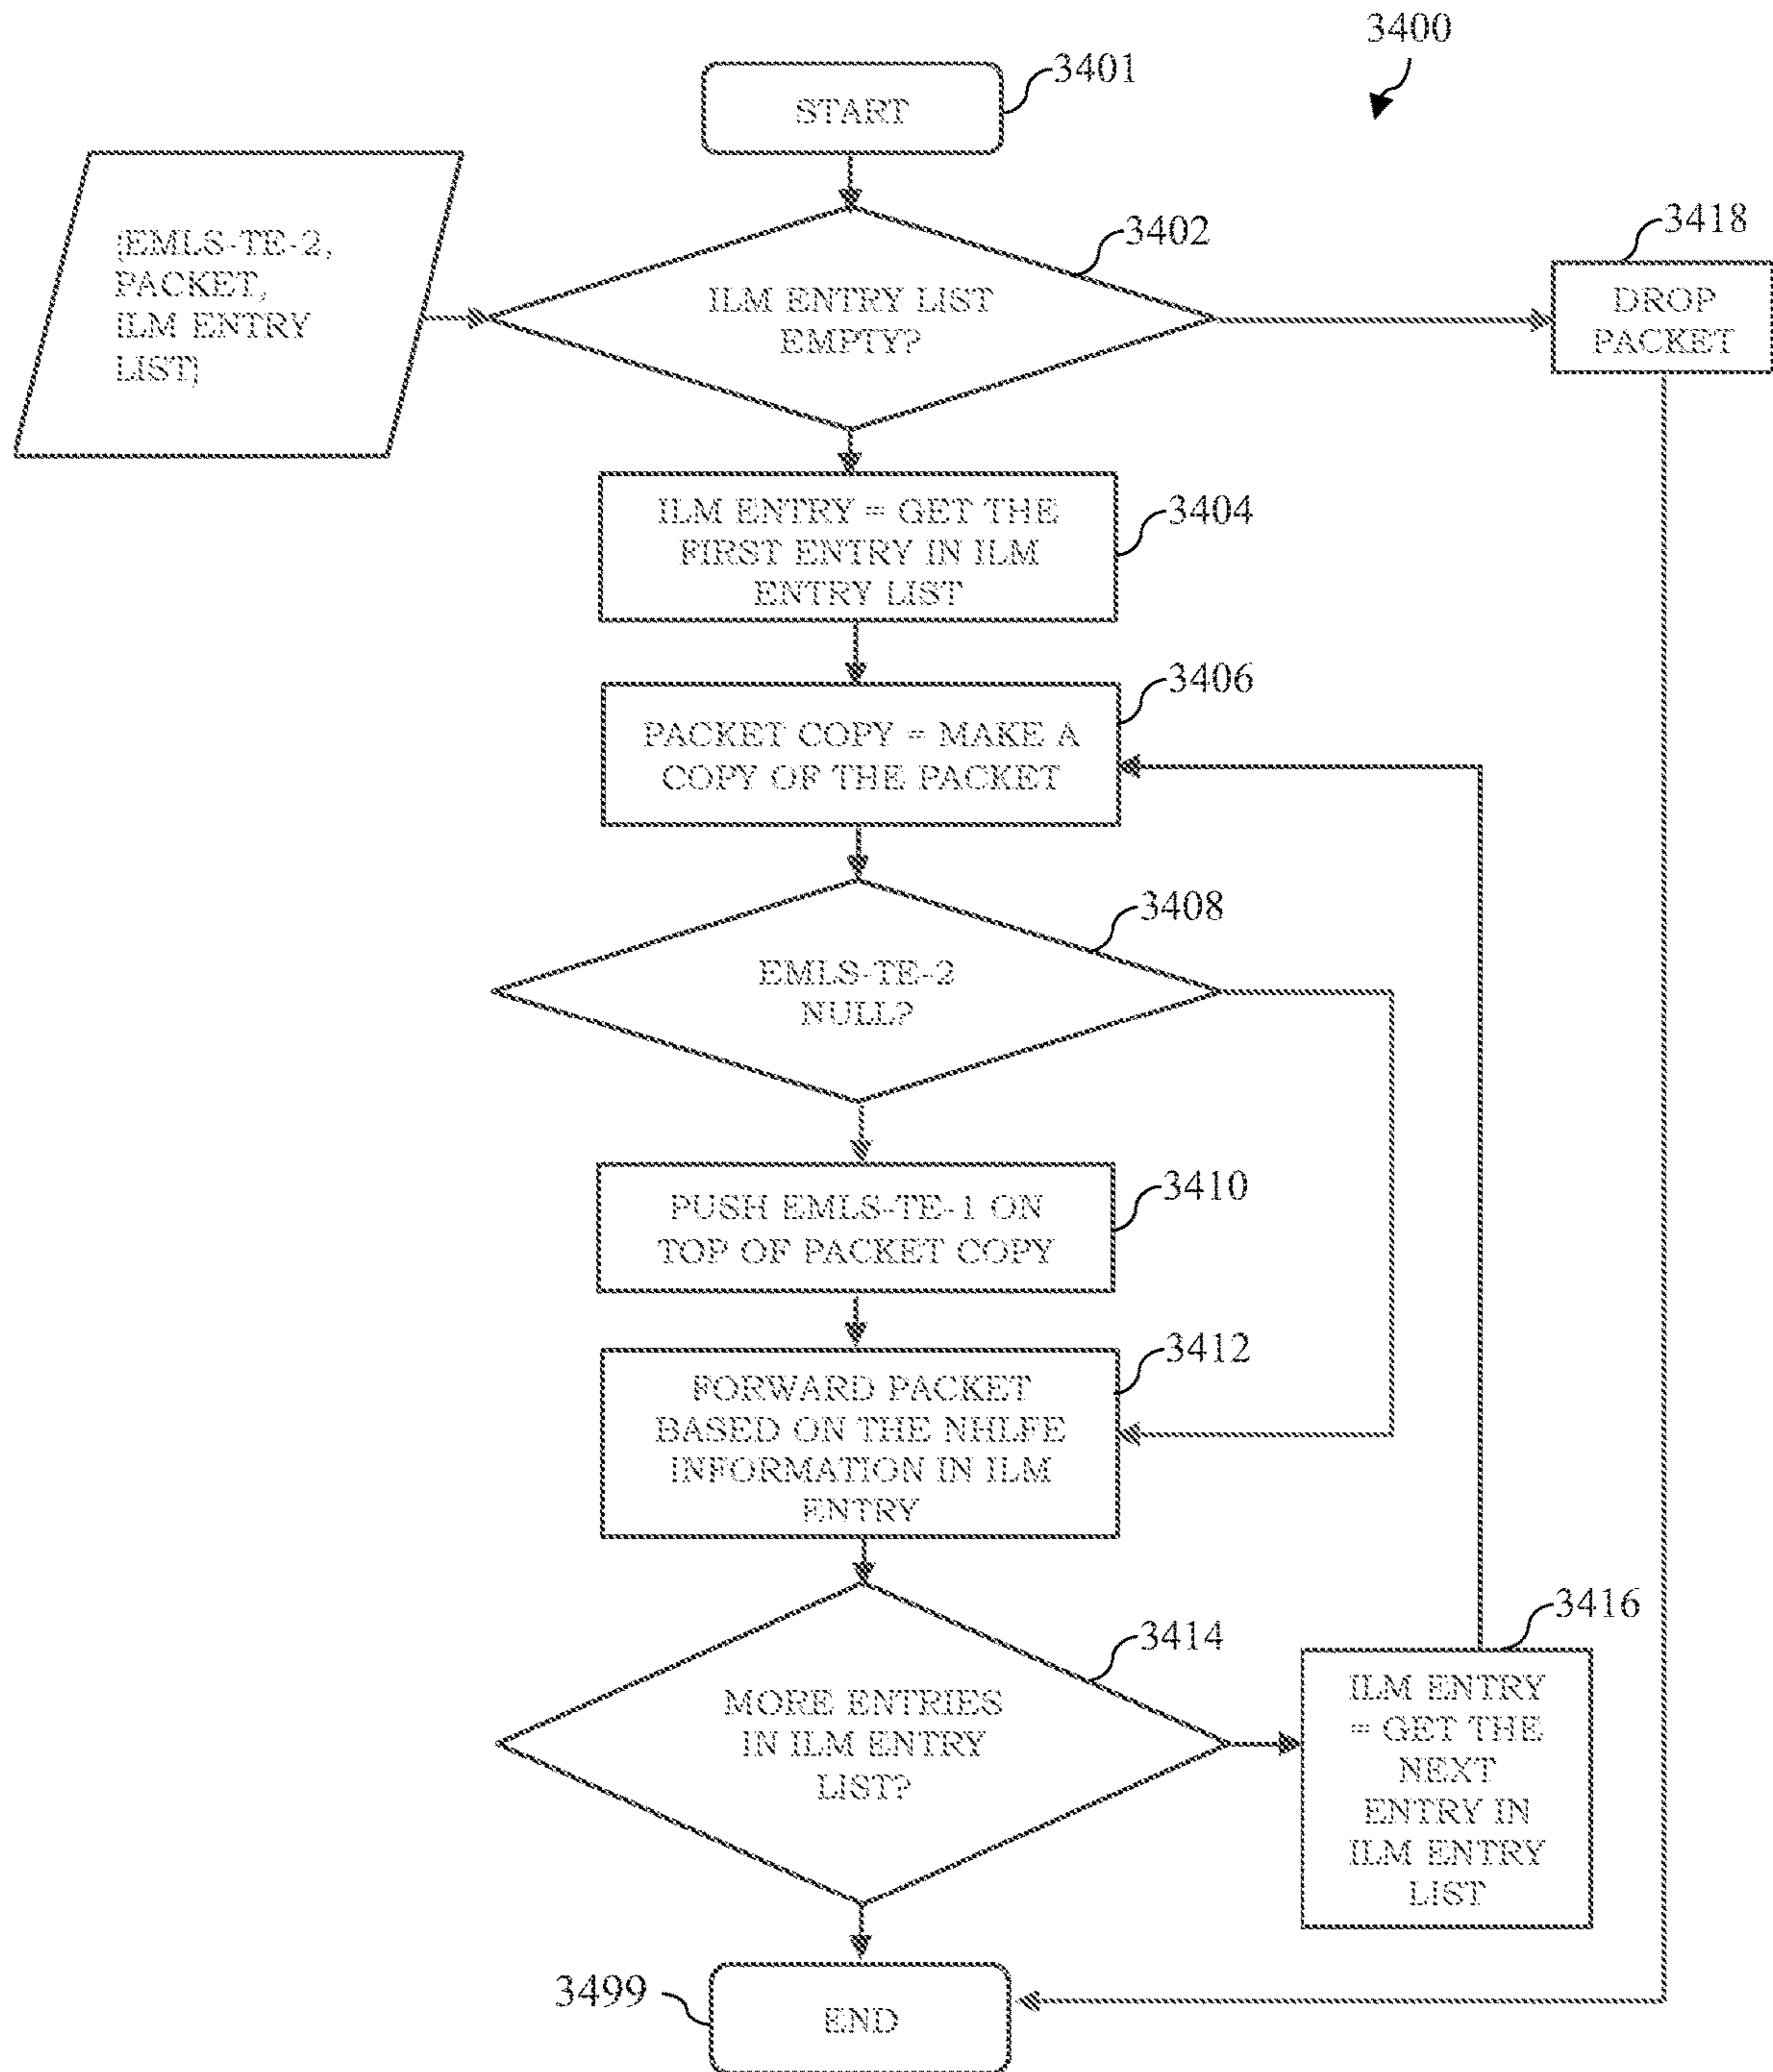 3400
3401
START
{EMLS-TE-2,
PACKET,
ILM ENTRY
LIST}
3402
ILM ENTRY LIST
EMPTY?
3418
DROP
PACKET
3404
ILM ENTRY = GET THE
FIRST ENTRY IN ILM
ENTRY LIST
3406
PACKET COPY = MAKE A
COPY OF THE PACKET
3408
EMLS-TE-2
NULL?
3410
PUSH EMLS-TE-1 ON
TOP OF PACKET COPY
3412
FORWARD PACKET
BASED ON THE NHLFE
INFORMATION IN ILM
ENTRY
3414
MORE ENTRIES
IN ILM ENTRY
LIST?
3416
ILM ENTRY
= GET THE
NEXT
ENTRY IN
ILM ENTRY
LIST
3499
END